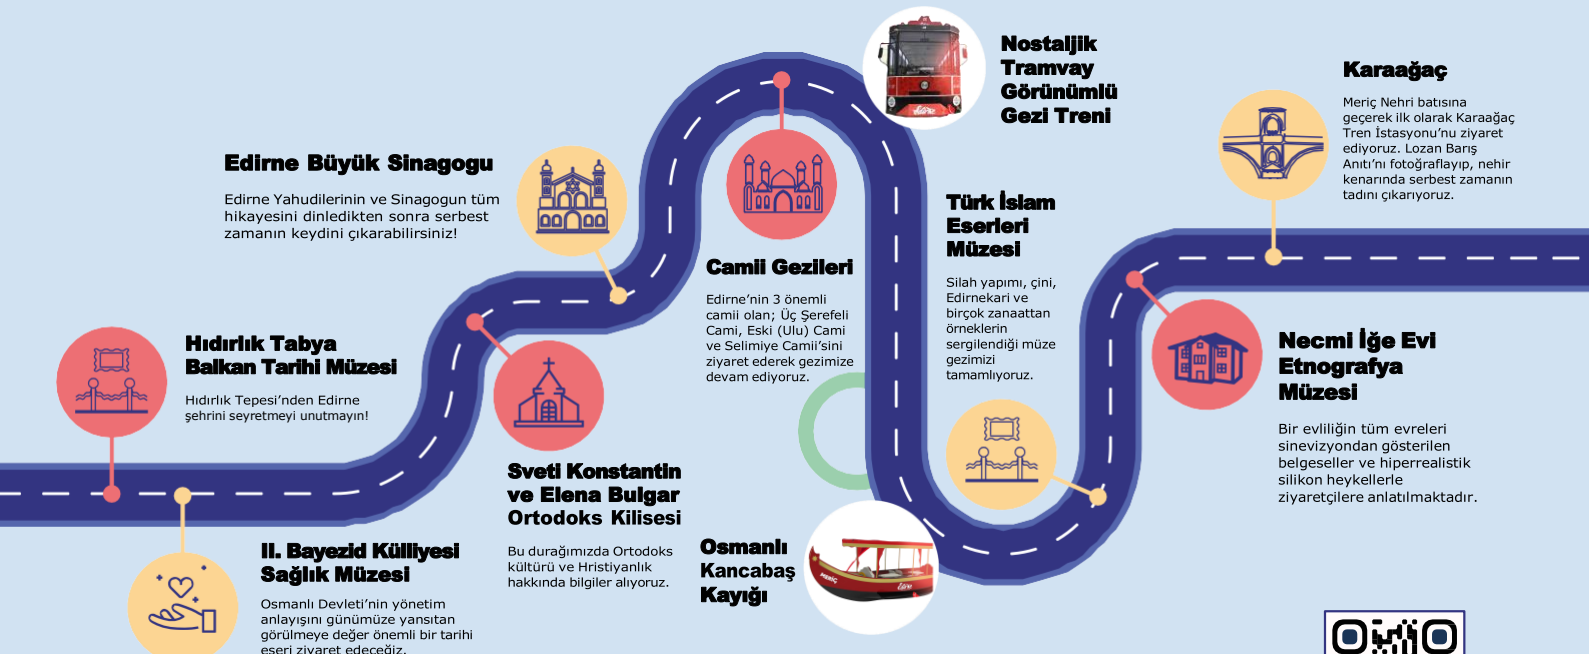 Hıdırlık Tabya
Balkan Tarihi Müzesi
Hıdırlık Tepesi’nden Edirne
şehrini seyretmeyi unutmayın!
II. Bayezid Külliyesi
Sağlık Müzesi
Osmanlı Devleti’nin yönetim
anlayışını günümüze yansıtan
görülmeye değer önemli bir tarihi
eseri ziyaret edeceğiz.
Sveti Konstantin
ve Elena Bulgar
Ortodoks Kilisesi
Bu durağımızda Ortodoks
kültürü ve Hristiyanlık
hakkında bilgiler alıyoruz.
Edirne Büyük Sinagogu
Edirne Yahudilerinin ve Sinagogun tüm
hikayesini dinledikten sonra serbest
zamanın keydini çıkarabilirsiniz!
Camii Gezileri
Edirne’nin 3 önemli
camii olan; Üç Şerefeli
Cami, Eski (Ulu) Cami
ve Selimiye Camii’sini
ziyaret ederek gezimize
devam ediyoruz.
Nostaljik
Tramvay
Görünümlü
Gezi Treni
Edirne
Osmanlı
Kancabaş
Kayığı
MERİÇ
Edirne
Türk İslam
Eserleri
Müzesi
Silah yapımı, çini,
Edirnekari ve
birçok zanaattan
örneklerin
sergilendiği müze
gezimizi
tamamlıyoruz.
Necmi İğe Evi
Etnografya
Müzesi
Bir evliliğin tüm evreleri
sinevizyondan gösterilen
belgeseller ve hiperrealistik
silikon heykellerle
ziyaretçilere anlatılmaktadır.
Karaağaç
Meriç Nehri batısına
geçerek ilk olarak Karaağaç
Tren İstasyonu’nu ziyaret
ediyoruz. Lozan Barış
Anıtı’nı fotoğraflayıp, nehir
kenarında serbest zamanın
tadını çıkarıyoruz.